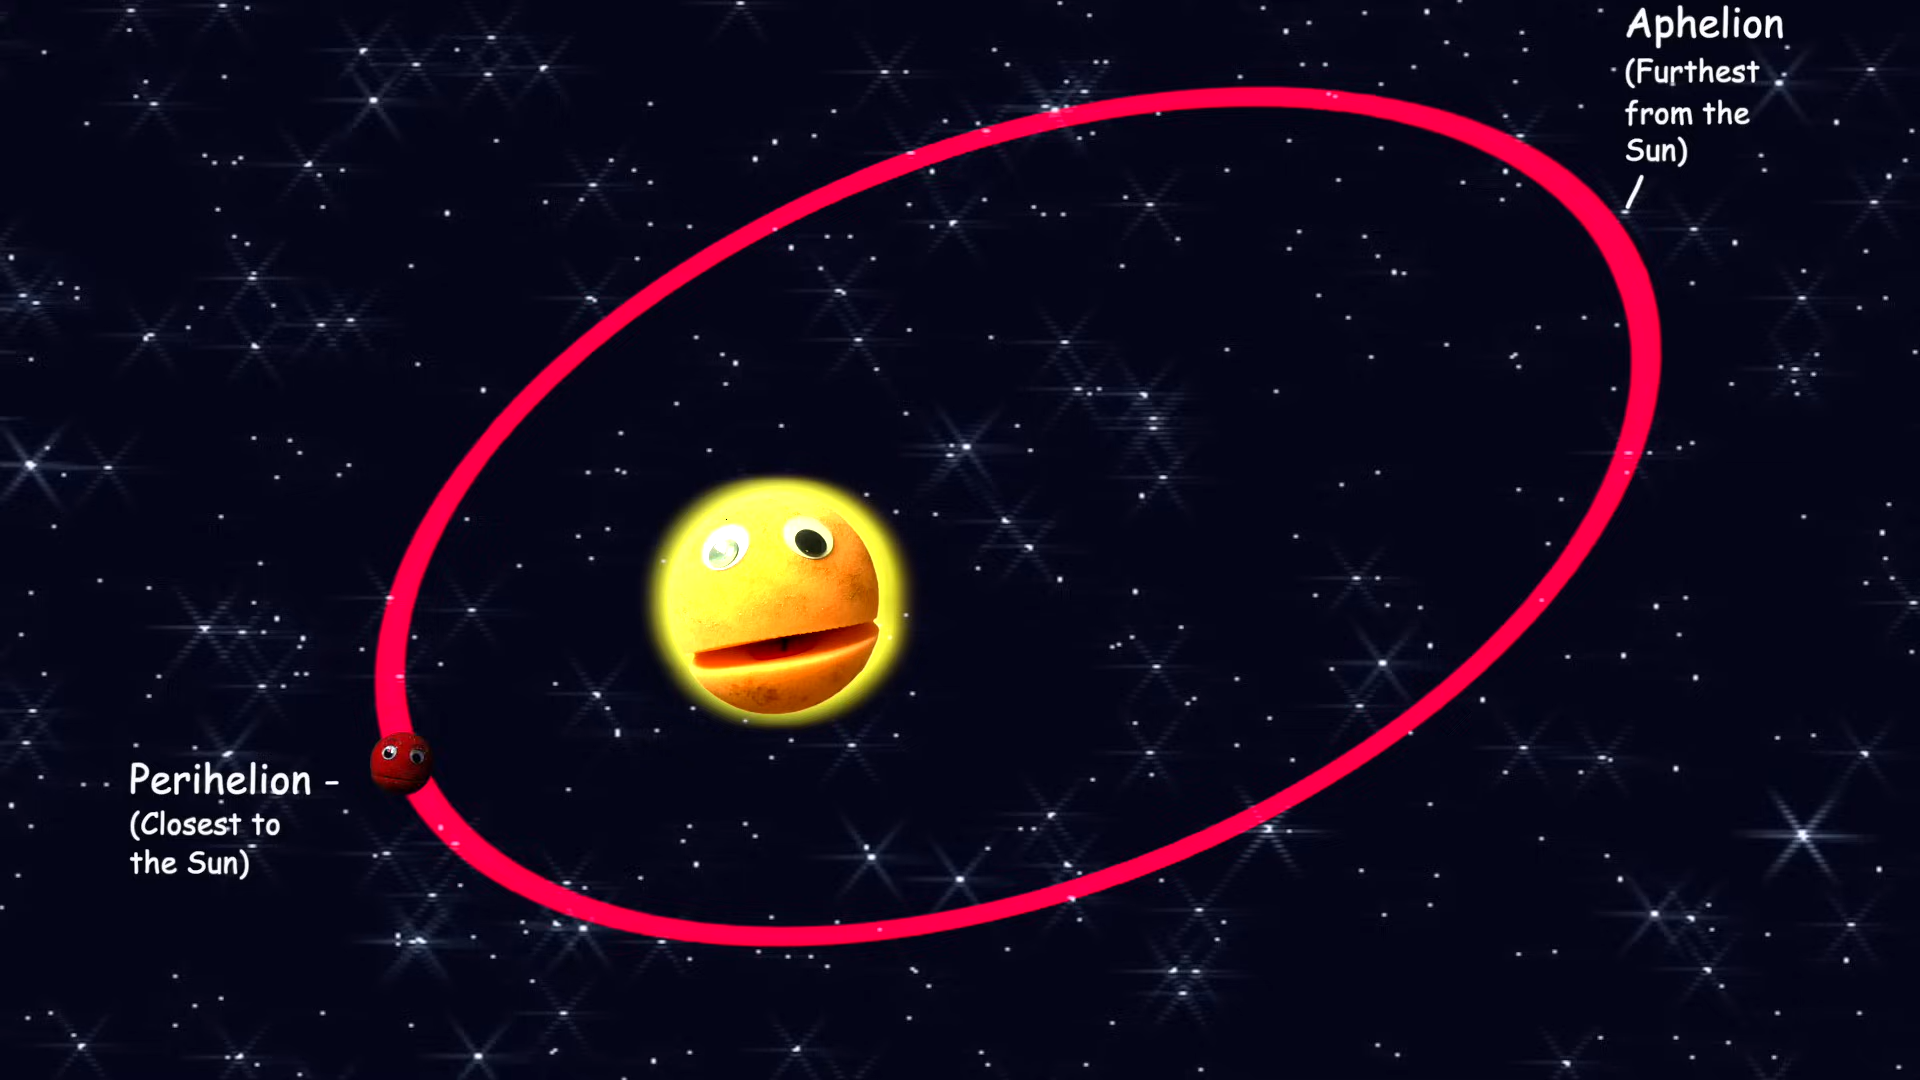 Aphelion
(Furthest
from the
Sun)
Perihelion -
(Closest to
the Sun)